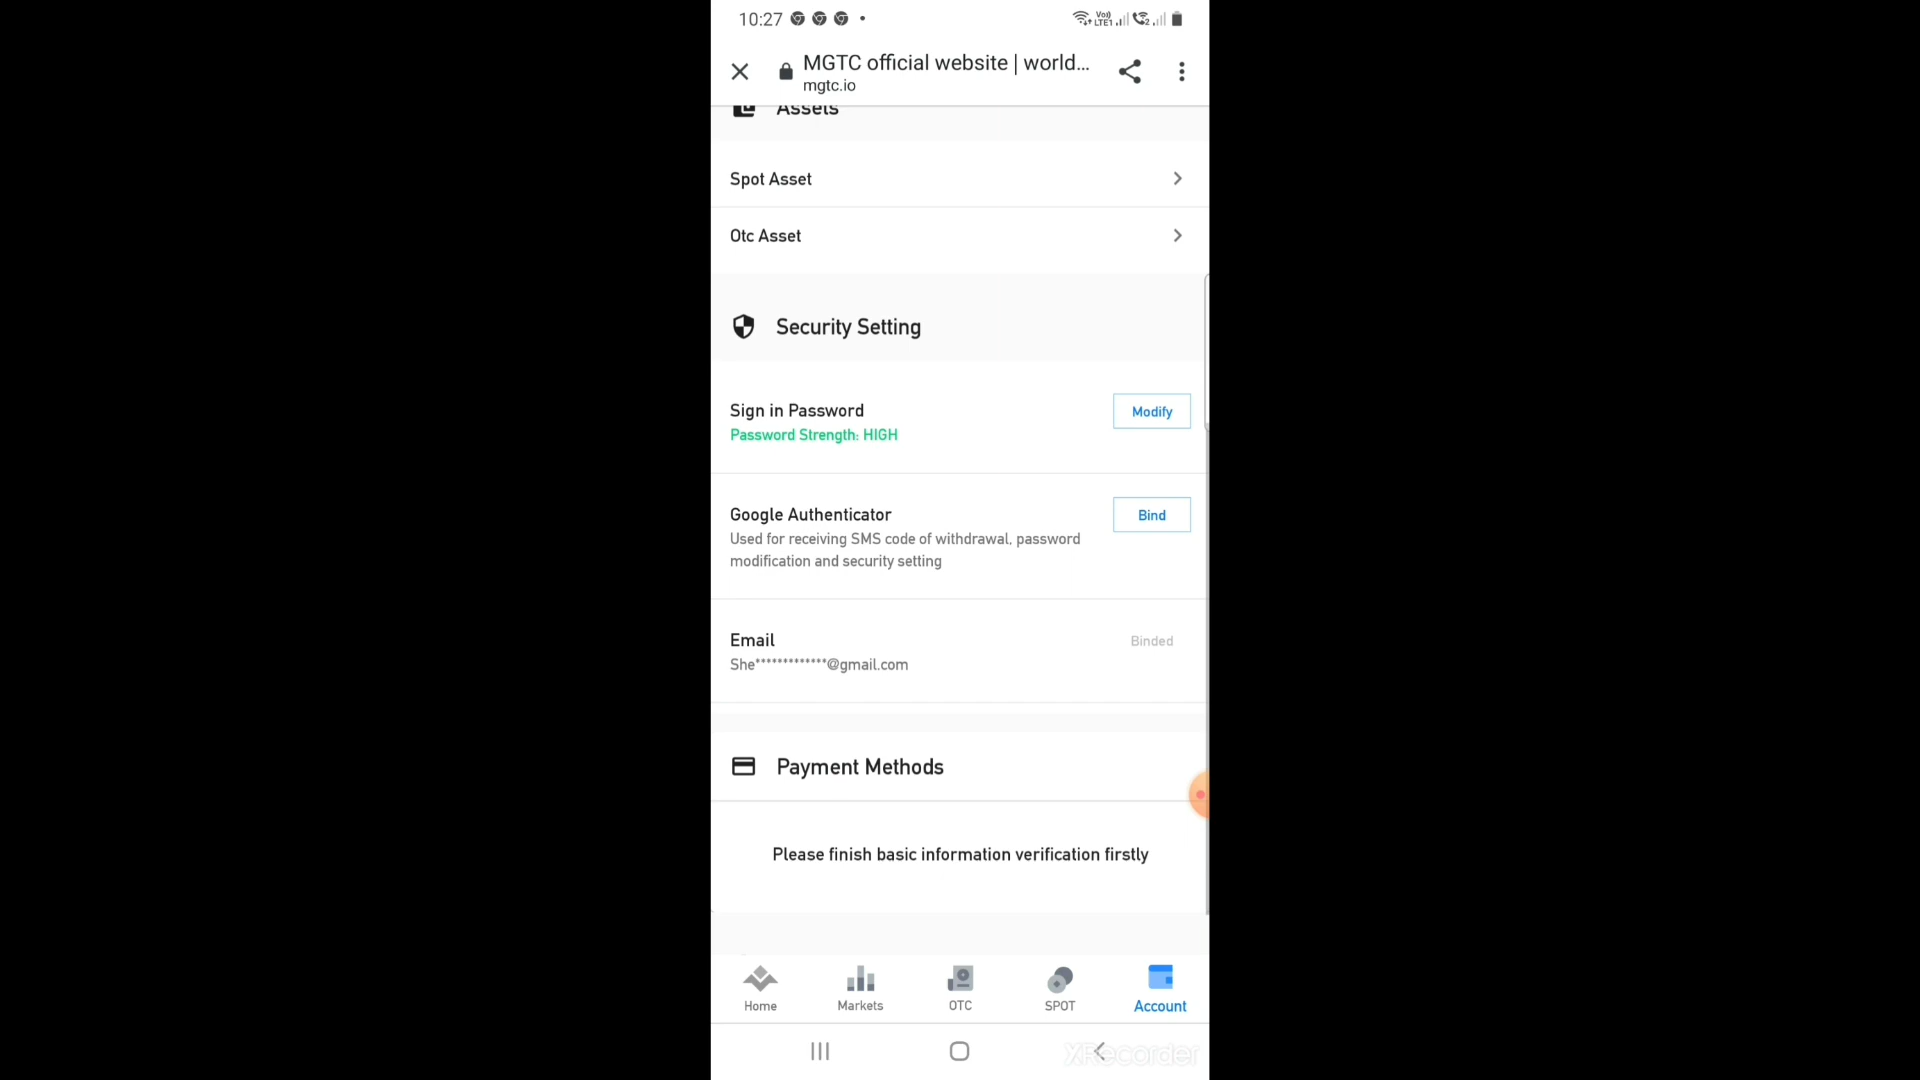 10:27
Vo)) LTE1
MGTC official website | world...
mgtc.io
Assets
Spot Asset
Otc Asset
Security Setting
Sign in Password
Modify
Password Strength: HIGH
Google Authenticator
Bind
Used for receiving SMS code of withdrawal, password
modification and security setting
Email
Binded
She*************@gmail.com
Payment Methods
Please finish basic information verification firstly
Home
Markets
OTC
SPOT
Account
XRecorder